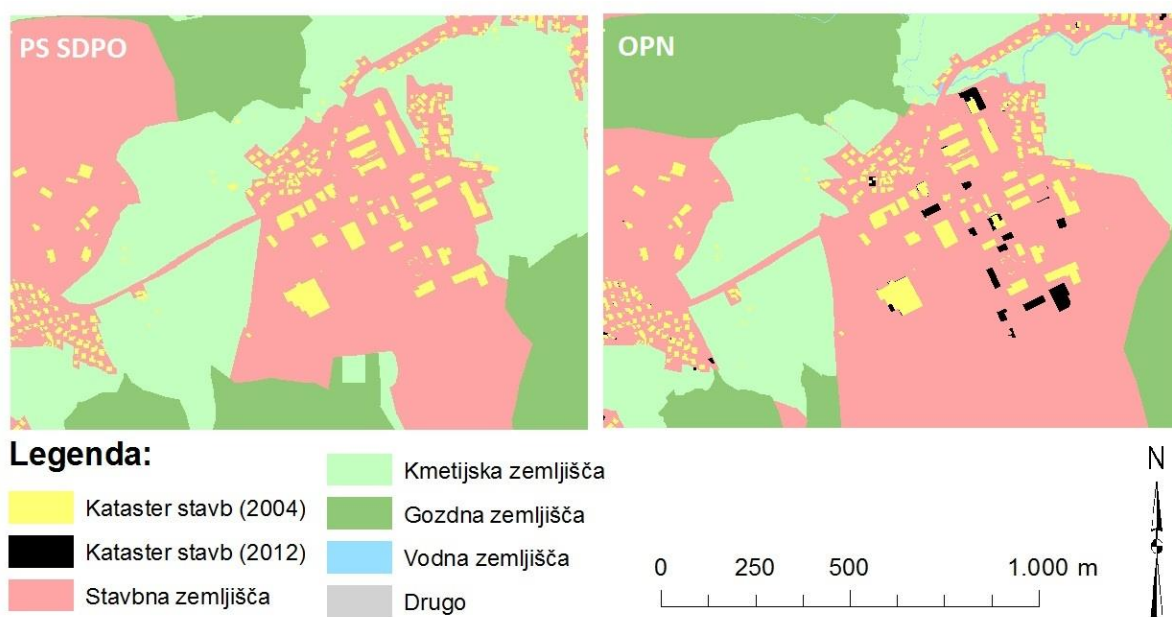 PS SDPO
OPN
Legenda:
Kataster stavb (2004)
Kataster stavb (2012)
Stavbna zemljišča
Kmetijska zemljišča
Gozdna zemljišča
Vodna zemljišča
Drugo
0 250 500 1.000 m
N